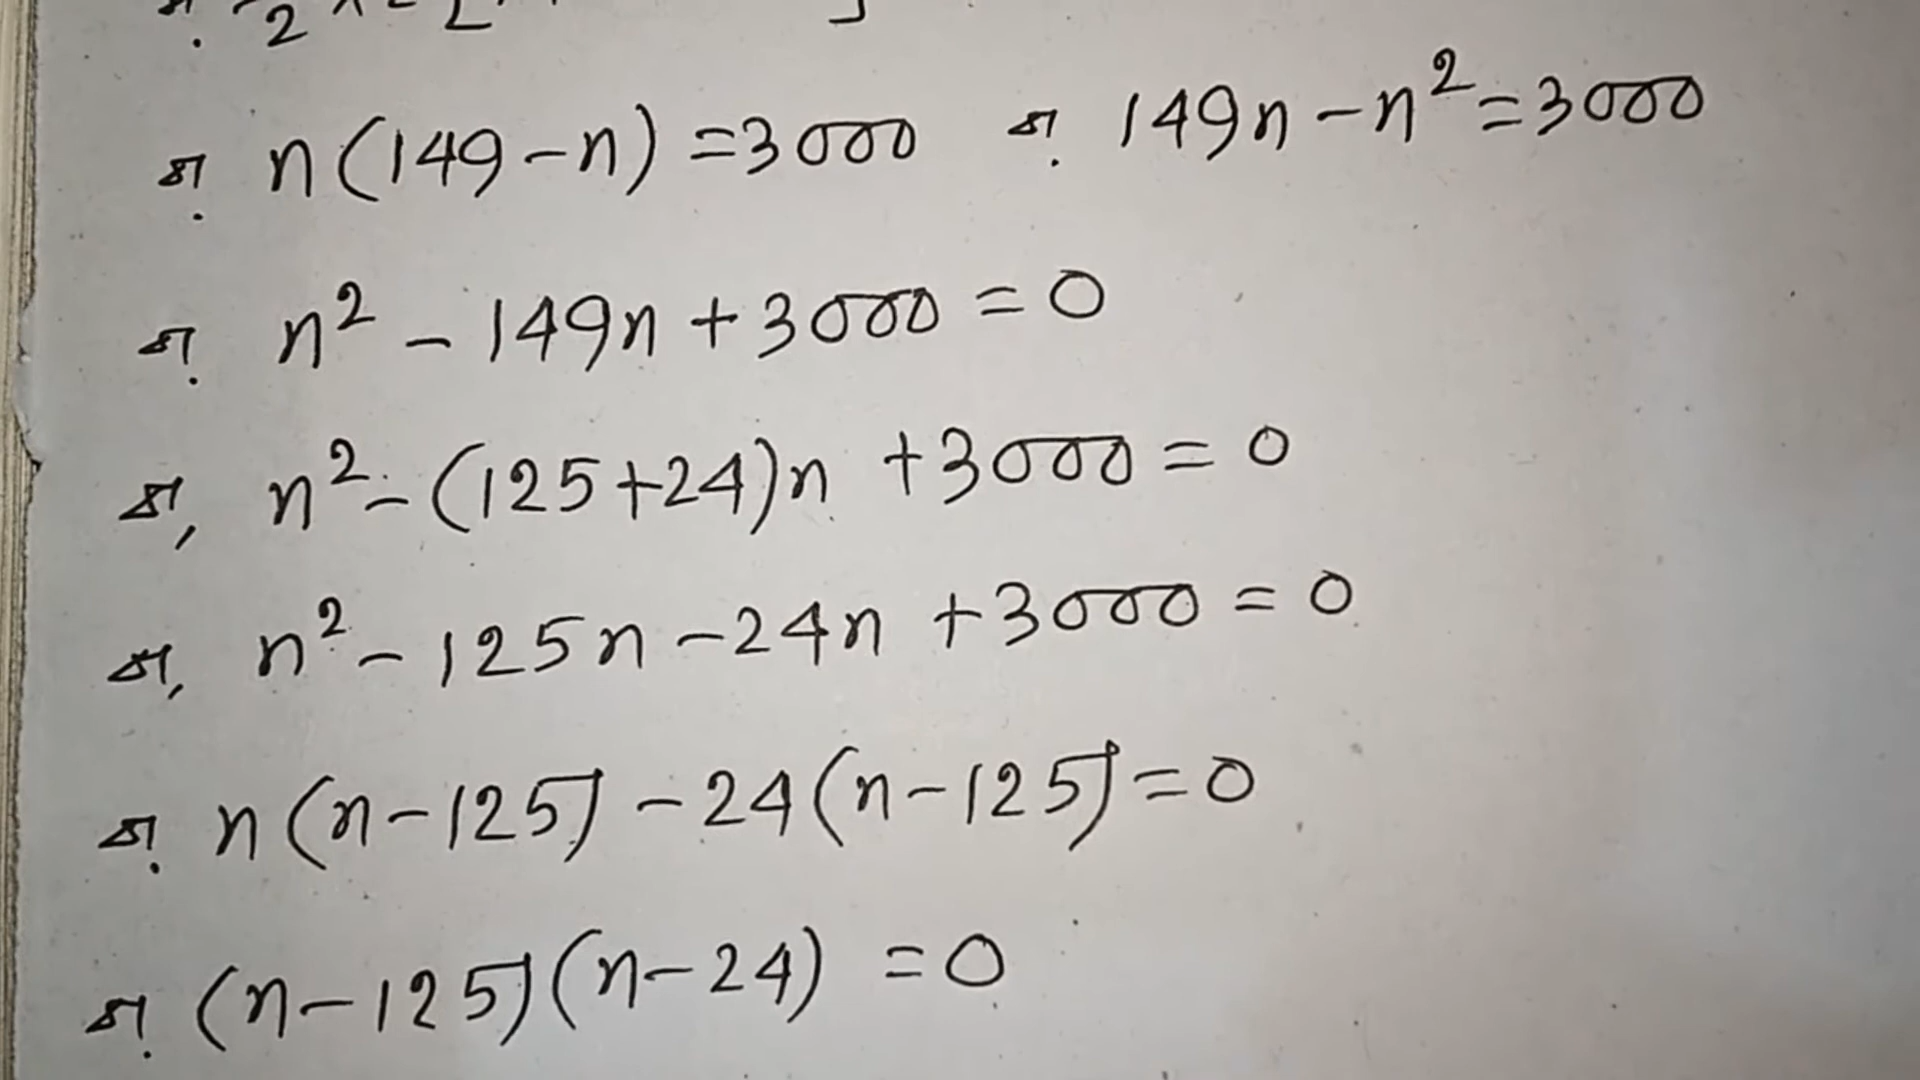 বা, n(149-n) =3000 বা, 149n-n²=3000
বা, n² - 149n+3000=0
বা, n²-(125+24)n +3000=0
বা, n²-125n-24n +3000=0
বা, n(n-125)-24(n-125)=0
বা, (n-125)(n-24) =0